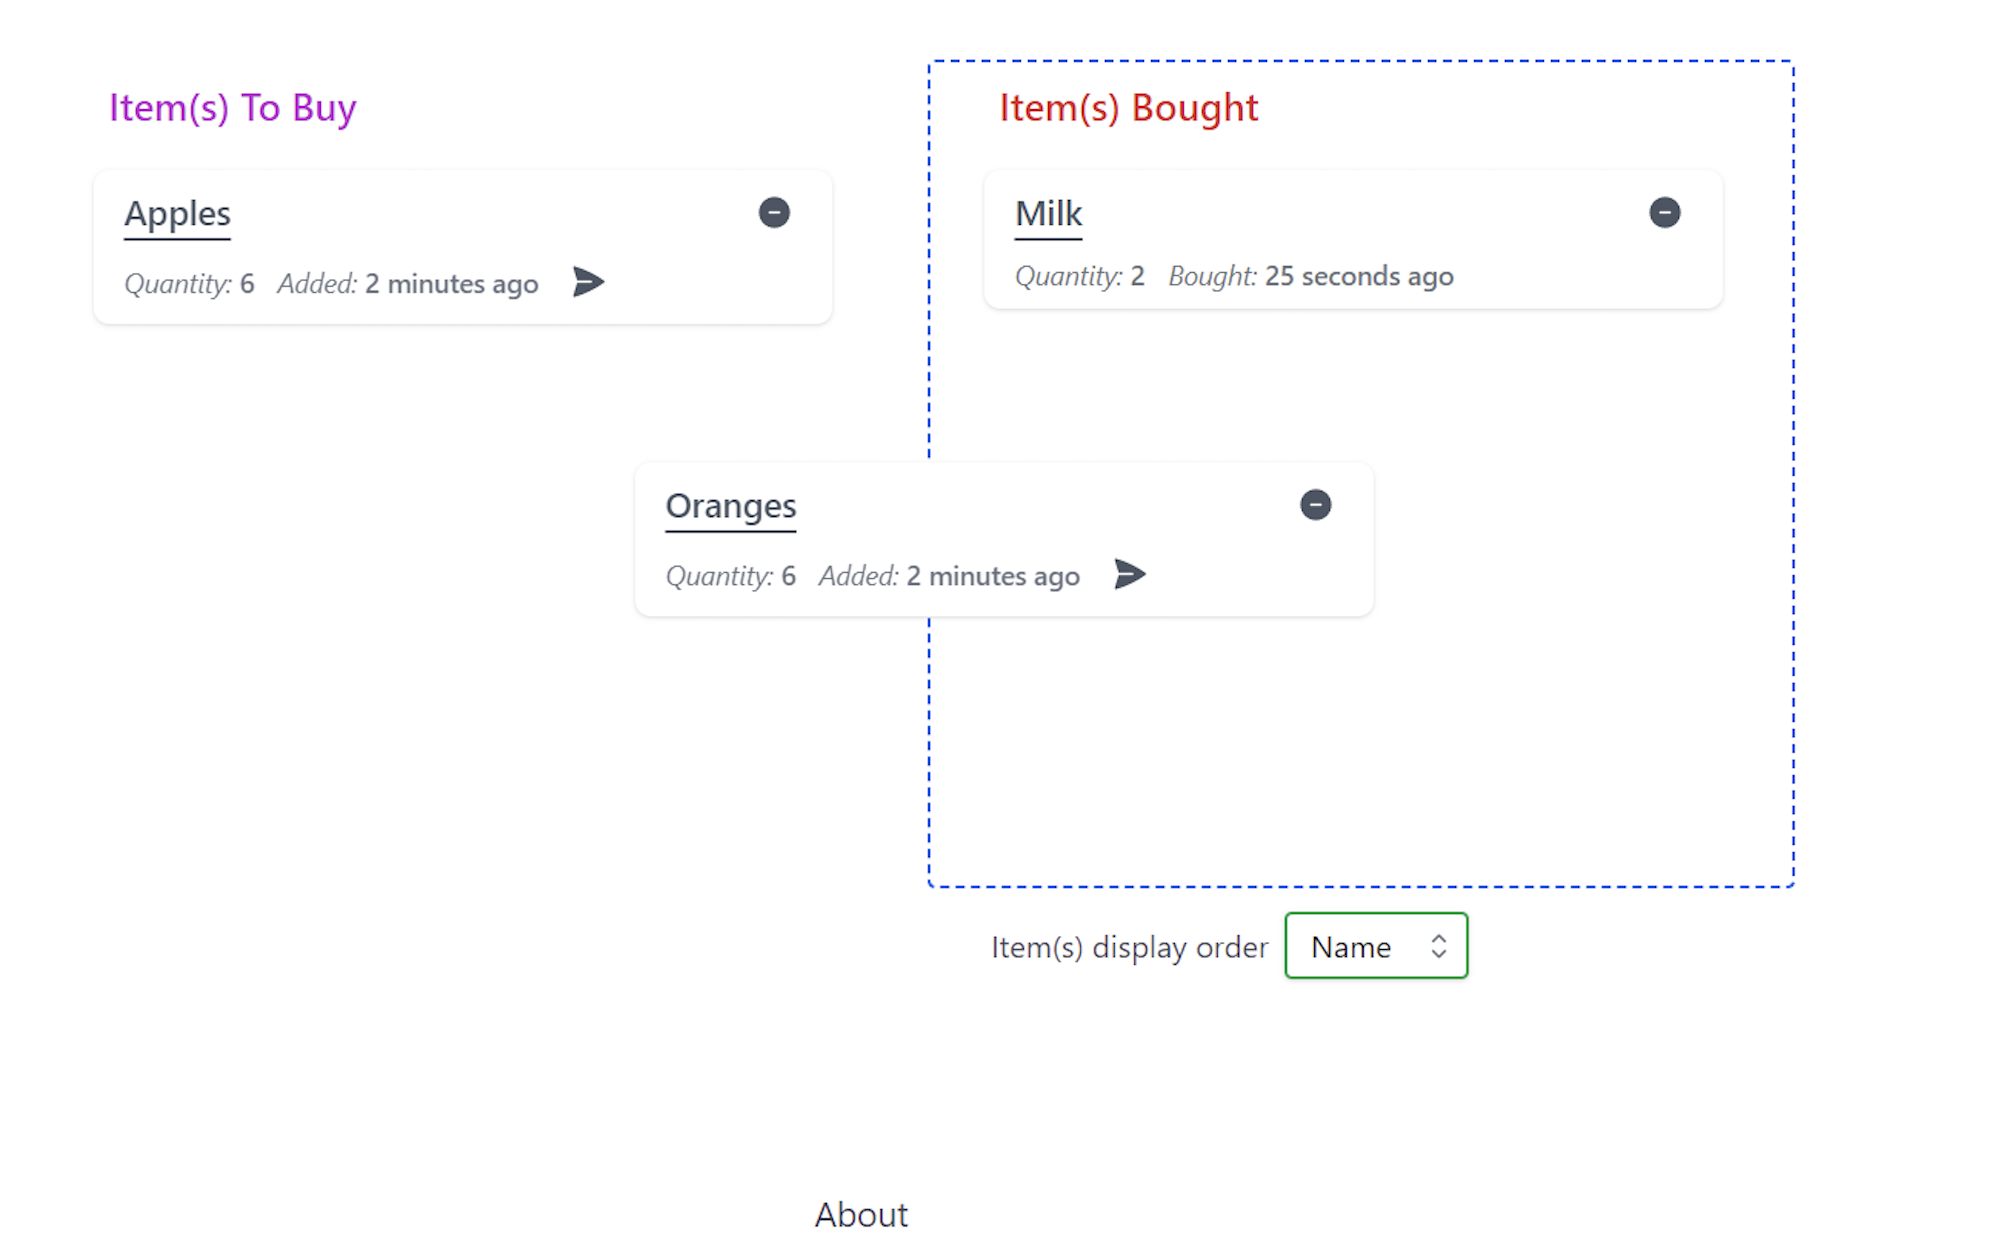 Item(s) To Buy
Item(s) Bought
Apples
Quantity: 6 Added: 2 minutes ago
Milk
Quantity: 2 Bought: 25 seconds ago
Oranges
Quantity: 6 Added: 2 minutes ago
Item(s) display order Name
About